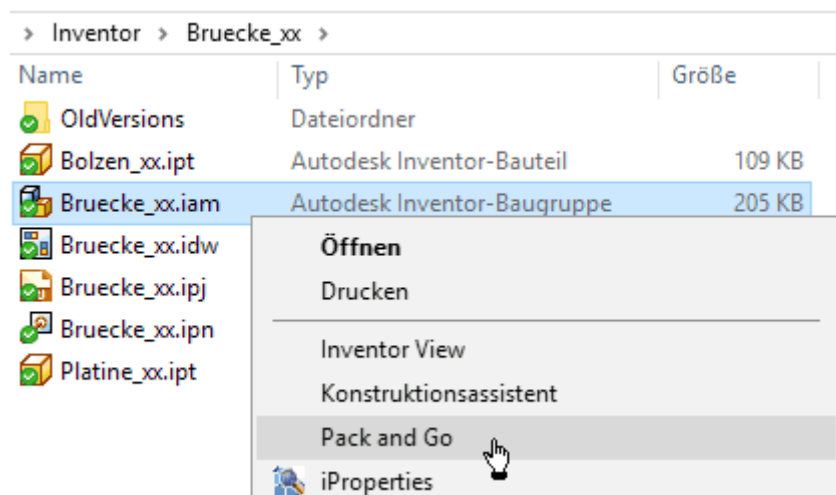 > Inventor > Bruecke_xx >
Name Typ Größe
OldVersions Dateiordner
Bolzen_xx.ipt Autodesk Inventor-Bauteil 109 KB
Bruecke_xx.iam Autodesk Inventor-Baugruppe 205 KB
Bruecke_xx.idw Öffnen
Bruecke_xx.ipj Drucken
Bruecke_xx.ipn Inventor View
Platine_xx.ipt Konstruktionsassistent
Pack and Go
iProperties